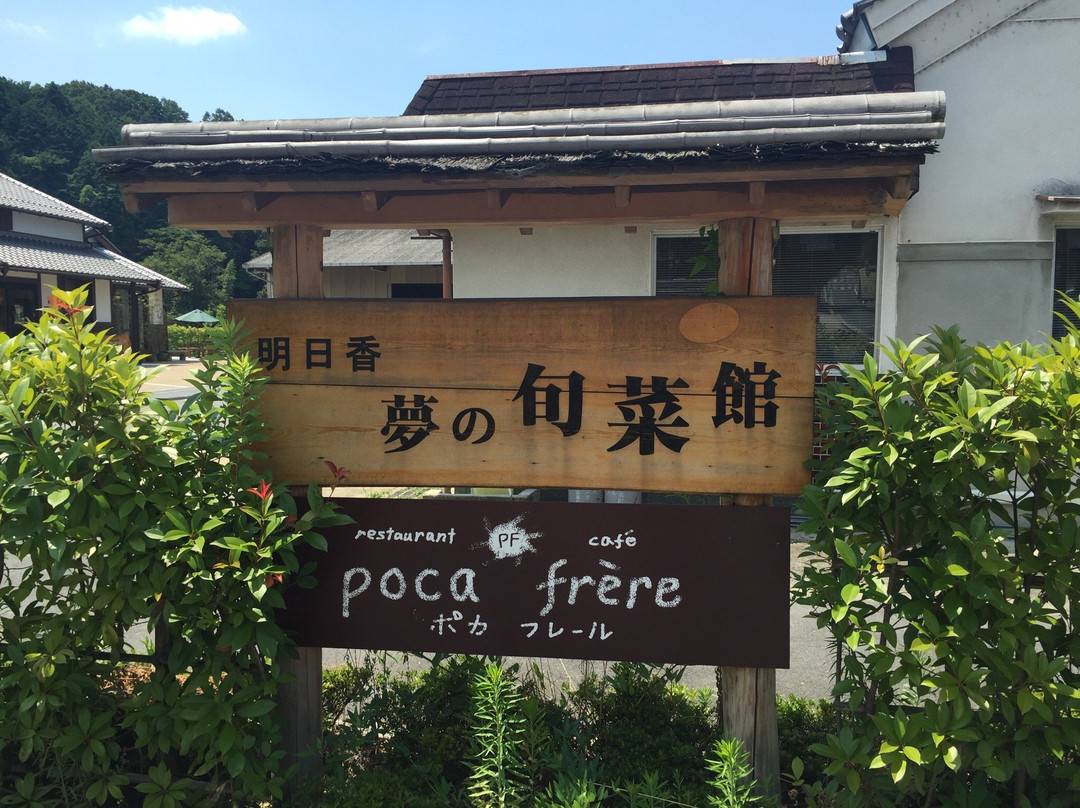 明日香
夢の旬菜館
restaurant PF café
poca frère
ポカ フレール